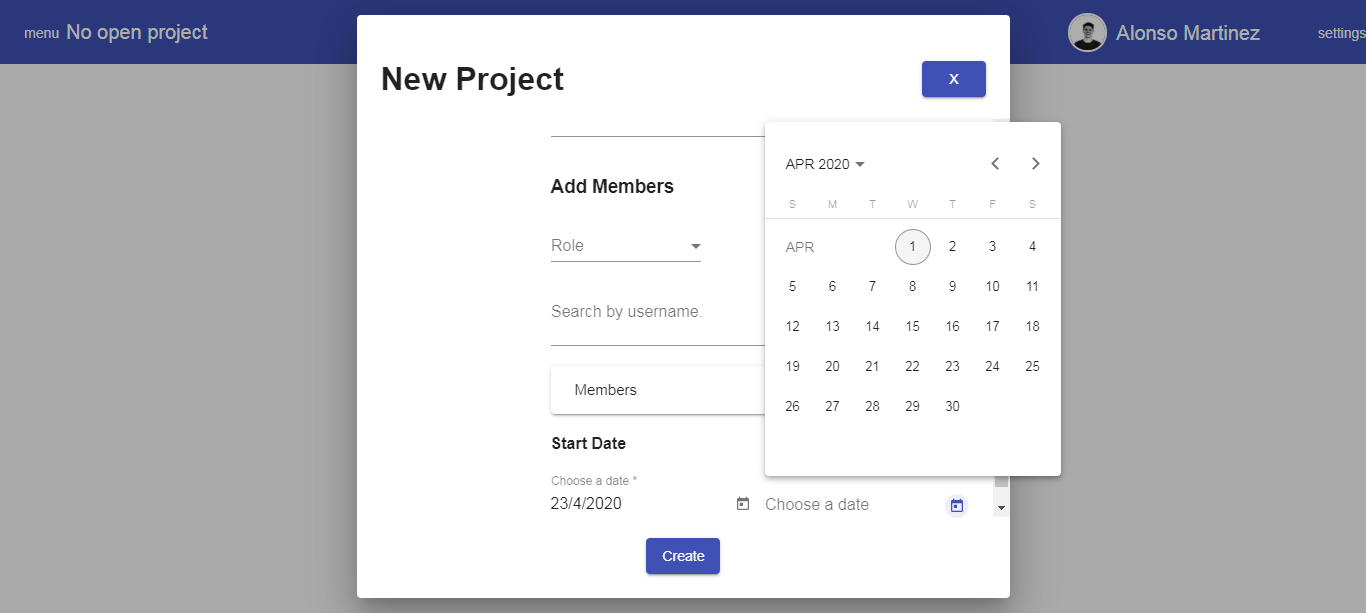 menu No open project
Alonso Martinez
settings
New Project
X
Add Members
Role
Search by username.
Members
Start Date
Choose a date *
23/4/2020
Choose a date
Create
APR 2020
S M T W T F S
APR 1 2 3 4
5 6 7 8 9 10 11
12 13 14 15 16 17 18
19 20 21 22 23 24 25
26 27 28 29 30